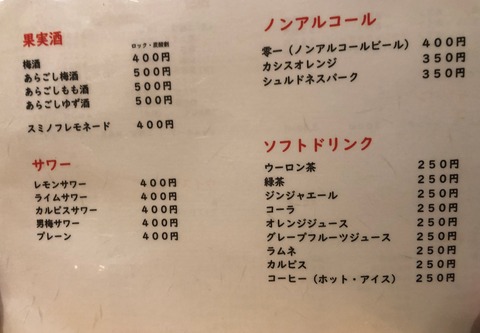 果実酒
ロック・炭酸割
梅酒 400円
あらごし梅酒 500円
あらごしもも酒 500円
あらごしゆず酒 500円
スミノフレモネード 400円
サワー
レモンサワー 400円
ライムサワー 400円
カルピスサワー 400円
男梅サワー 400円
プレーン 400円
ノンアルコール
零一（ノンアルコールビール） 400円
カシスオレンジ 350円
シュルドネスパーク 350円
ソフトドリンク
ウーロン茶 250円
緑茶 250円
ジンジャエール 250円
コーラ 250円
オレンジジュース 250円
グレープフルーツジュース 250円
ラムネ 250円
カルピス 250円
コーヒー（ホット・アイス） 250円